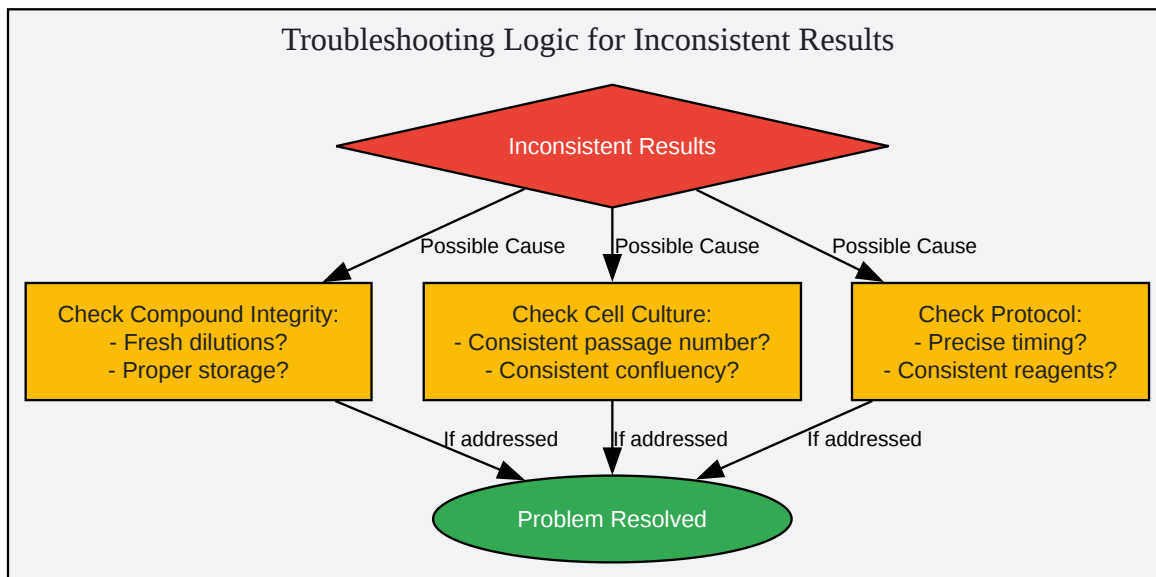 Troubleshooting Logic for Inconsistent Results
Inconsistent Results
Possible Cause
Possible Cause
Possible Cause
Check Compound Integrity:
- Fresh dilutions?
- Proper storage?
Check Cell Culture:
- Consistent passage number?
- Consistent confluency?
Check Protocol:
- Precise timing?
- Consistent reagents?
If addressed
If addressed
If addressed
Problem Resolved